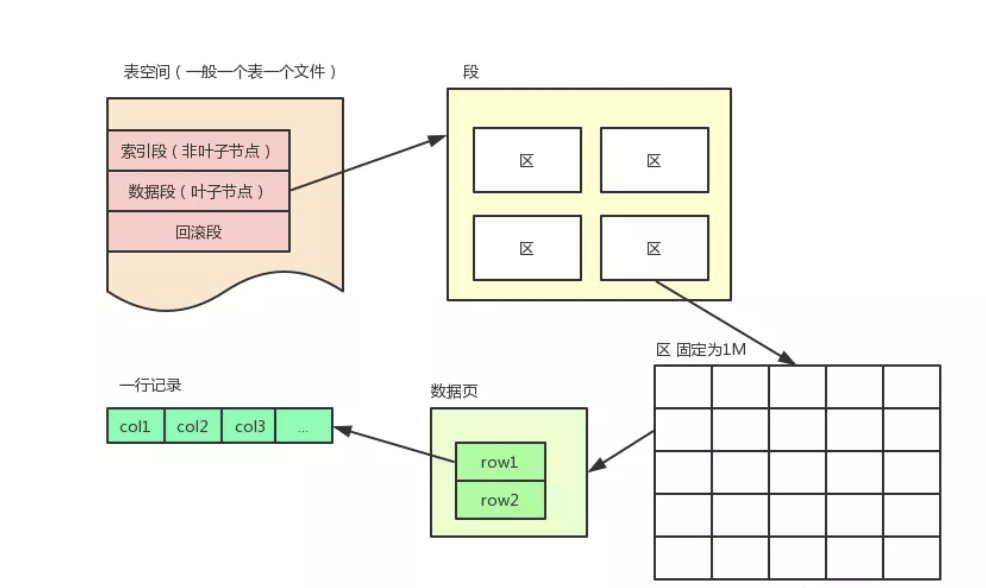 表空间（一般一个表一个文件）
段
索引段（非叶子节点）
数据段（叶子节点）
回滚段
区
区
区
区
区 固定为1M
一行记录
数据页
col1
col2
col3
...
row1
row2